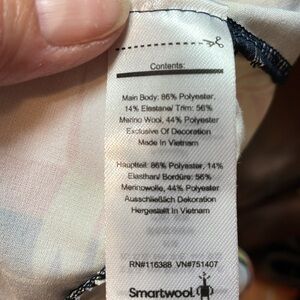 Contents:
Main Body: 86% Polyester,
14% Elastane/ Trim: 56%
Merino Wool, 44% Polyester
Exclusive Of Decoration
Made In Vietnam
Hauptteil: 86% Polyester, 14%
Elasthan/ Bordüre: 56%
Merinowolle, 44% Polyester
Ausschließlich Dekoration
Hergestellt In Vietnam
RN#116388 VN#751407
Smartwool